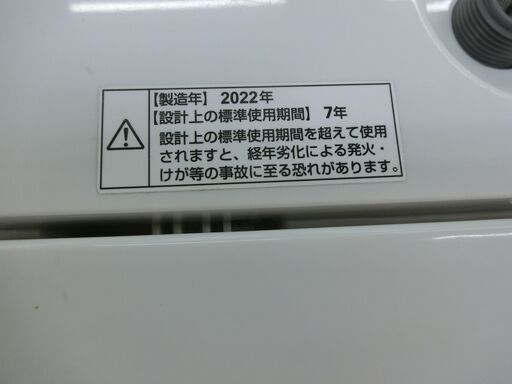 【製造年】 2022年
【設計上の標準使用期間】 7年
設計上の標準使用期間を超えて使用
されますと、経年劣化による発火・
けが等の事故に至る恐れがあります。